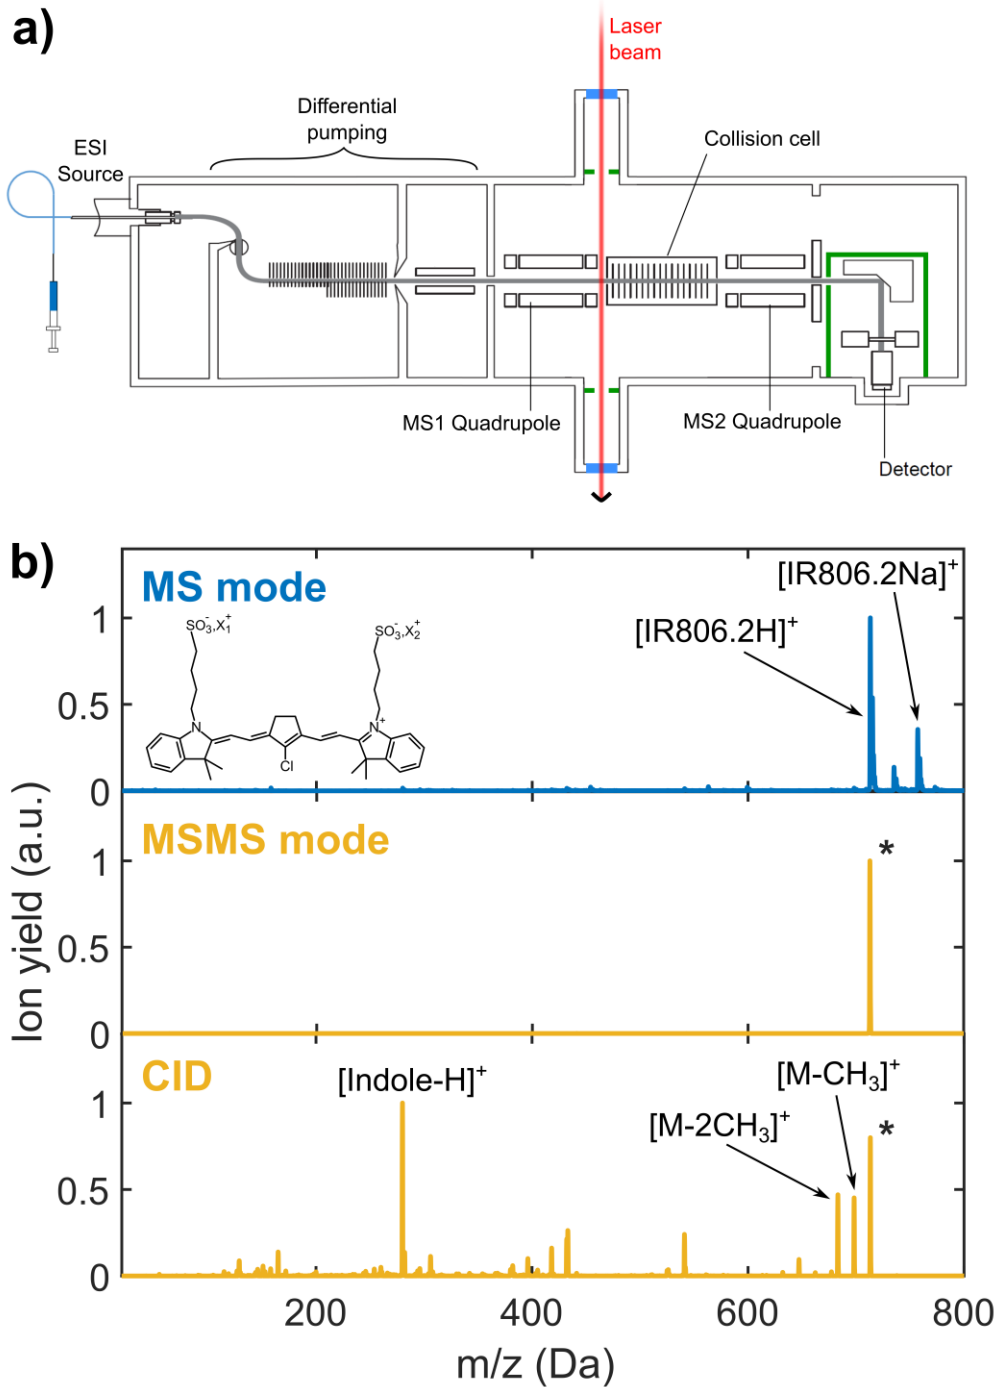 a)
Laser
beam
Differential
pumping
ESI
Source
Collision cell
MS1 Quadrupole
MS2 Quadrupole
Detector
b)
MS mode
[IR806.2Na]⁺
[IR806.2H]⁺
SO₃⁻,X₁⁺
SO₃⁻,X₂⁺
N
N⁺
Cl
1
0.5
0
MSMS mode
*
1
0.5
0
CID
[Indole-H]⁺
[M-CH₃]⁺
[M-2CH₃]⁺
*
1
0.5
0
Ion yield (a.u.)
200 400 600 800
m/z (Da)